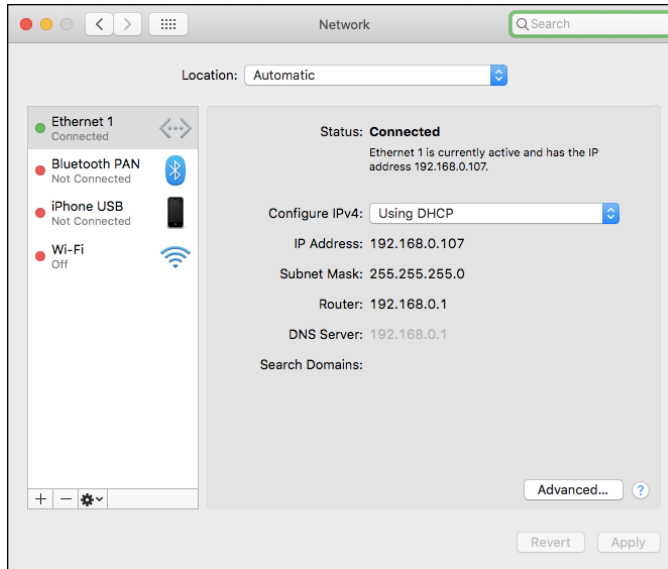 Network
Search
Location: Automatic
Ethernet 1
Connected
Bluetooth PAN
Not Connected
iPhone USB
Not Connected
Wi-Fi
Off
Status: Connected
Ethernet 1 is currently active and has the IP
address 192.168.0.107.
Configure IPv4: Using DHCP
IP Address: 192.168.0.107
Subnet Mask: 255.255.255.0
Router: 192.168.0.1
DNS Server: 192.168.0.1
Search Domains:
Advanced... ?
Revert Apply